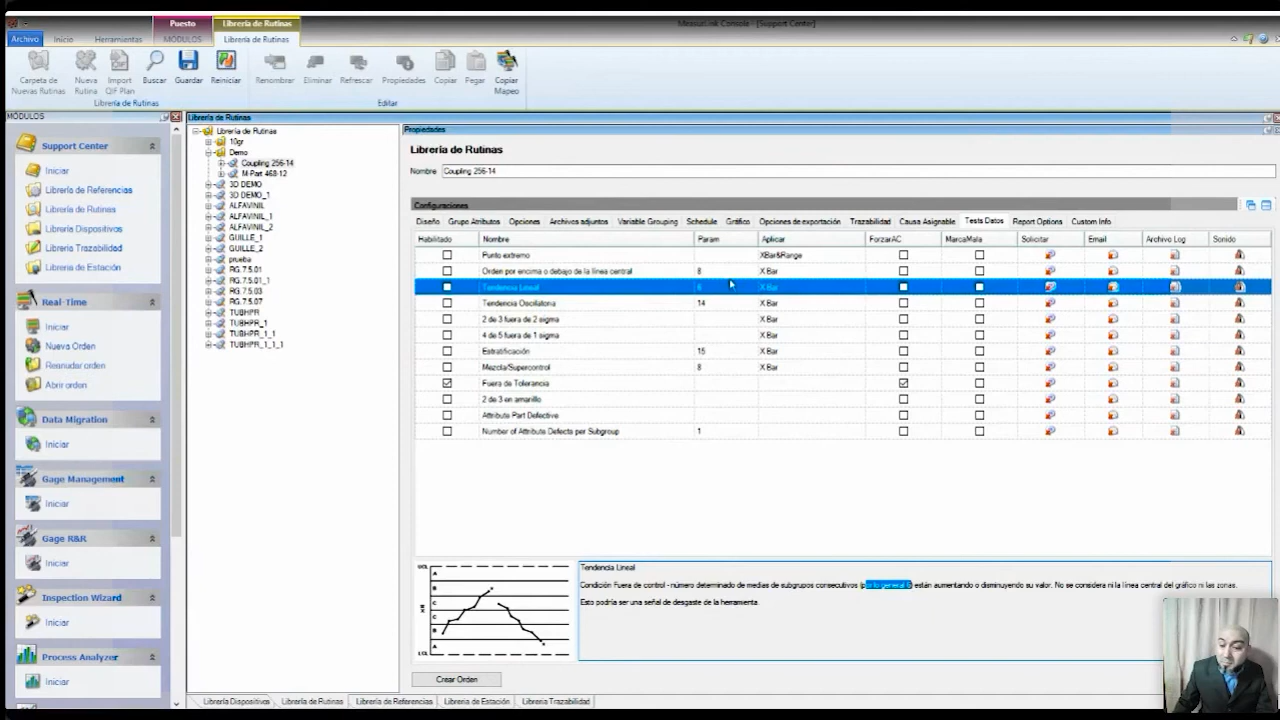 Puesto
Librería de Rutinas
MeasurLink Console - [Support Center]
Archivo
Inicio
Herramientas
MÓDULOS
Librería de Rutinas
Carpeta de Nuevas Rutinas
Nueva Rutina
Import QIF Plan
Buscar
Guardar
Reiniciar
Renombrar
Eliminar
Refrescar
Propiedades
Copiar
Pegar
Copiar Mapeo
Librería de Rutinas
Editar
MÓDULOS
Support Center
Iniciar
Librería de Referencias
Librería de Rutinas
Librería Dispositivos
Librería Trazabilidad
Librería de Estación
Real-Time
Iniciar
Nueva Orden
Reanudar orden
Abrir orden
Data Migration
Iniciar
Gage Management
Iniciar
Gage R&R
Iniciar
Inspection Wizard
Iniciar
Process Analyzer
Iniciar
Librería de Rutinas
Librería de Rutinas
10gr
Demo
Coupling 256-14
M-Part 468-12
3D DEMO
3D DEMO_1
ALFAVINIL
ALFAVINIL_1
ALFAVINIL_2
GUILLE_1
GUILLE_2
prueba
RG.7.5.01
RG.7.5.01_1
RG.7.5.03
RG.7.5.07
TUBHPR
TUBHPR_1
TUBHPR_1_1
TUBHPR_1_1_1
Propiedades
Librería de Rutinas
Nombre Coupling 256-14
Configuraciones
Diseño Grupo Atributos Opciones Archivos adjuntos Variable Grouping Schedule Gráfico Opciones de exportación Trazabilidad Causa Asignable Tests Datos Report Options Custom Info
Habilitado Nombre Param Aplicar ForzarAC MarcaMala Solicitar Email Archivo Log Sonido
Punto extremo XBar&Range
Orden por encima o debajo de la línea central 8 X Bar
Tendencia Lineal 6 X Bar
Tendencia Oscilatoria 14 X Bar
2 de 3 fuera de 2 sigma X Bar
4 de 5 fuera de 1 sigma X Bar
Estratificación 15 X Bar
Mezcla/Supercontrol 8 X Bar
Fuera de Tolerancia
2 de 3 en amarillo
Attribute Part Defective
Number of Attribute Defects per Subgroup 1
UCL
A
B
C
C
B
A
LCL
Tendencia Lineal
Condición Fuera de control - número determinado de medias de subgrupos consecutivos (por lo general 6) están aumentando o disminuyendo su valor. No se considera ni la línea central del gráfico ni las zonas.
Esto podría ser una señal de desgaste de la herramienta.
Crear Orden
Librería Dispositivos Librería de Rutinas Librería de Referencias Librería de Estación Librería Trazabilidad